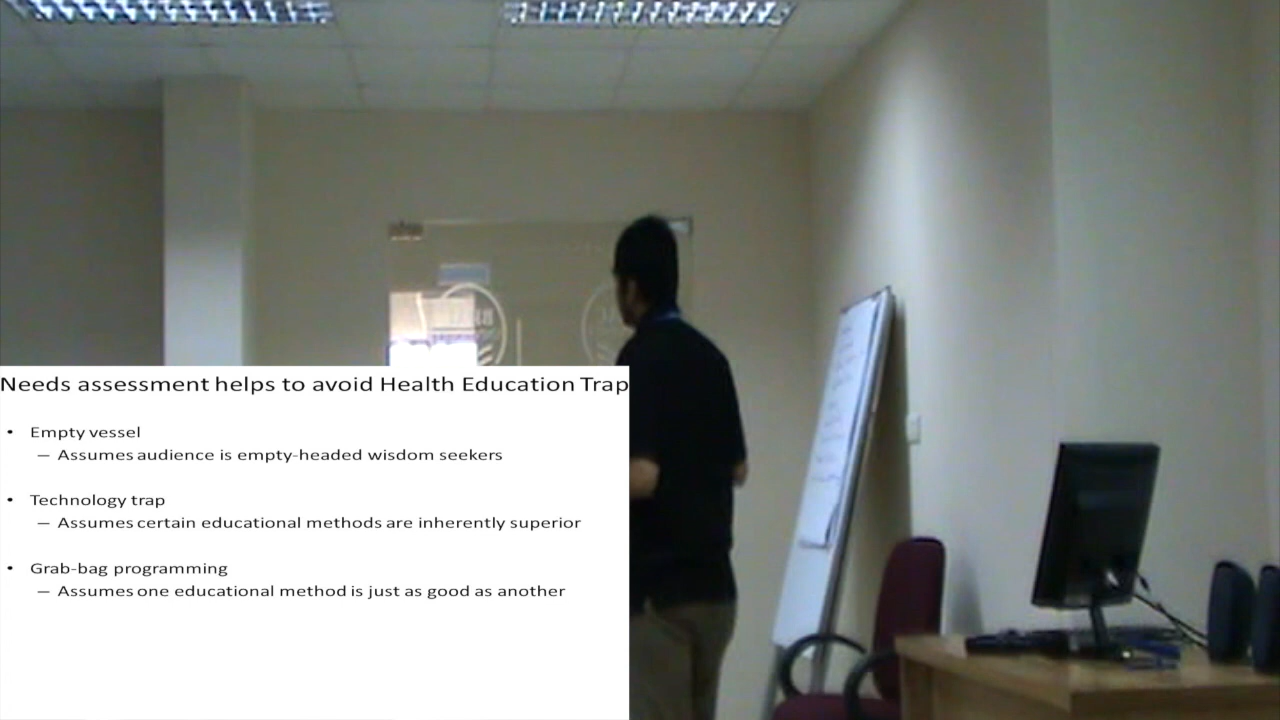 Needs assessment helps to avoid Health Education Trap
• Empty vessel
– Assumes audience is empty-headed wisdom seekers
• Technology trap
– Assumes certain educational methods are inherently superior
• Grab-bag programming
– Assumes one educational method is just as good as another